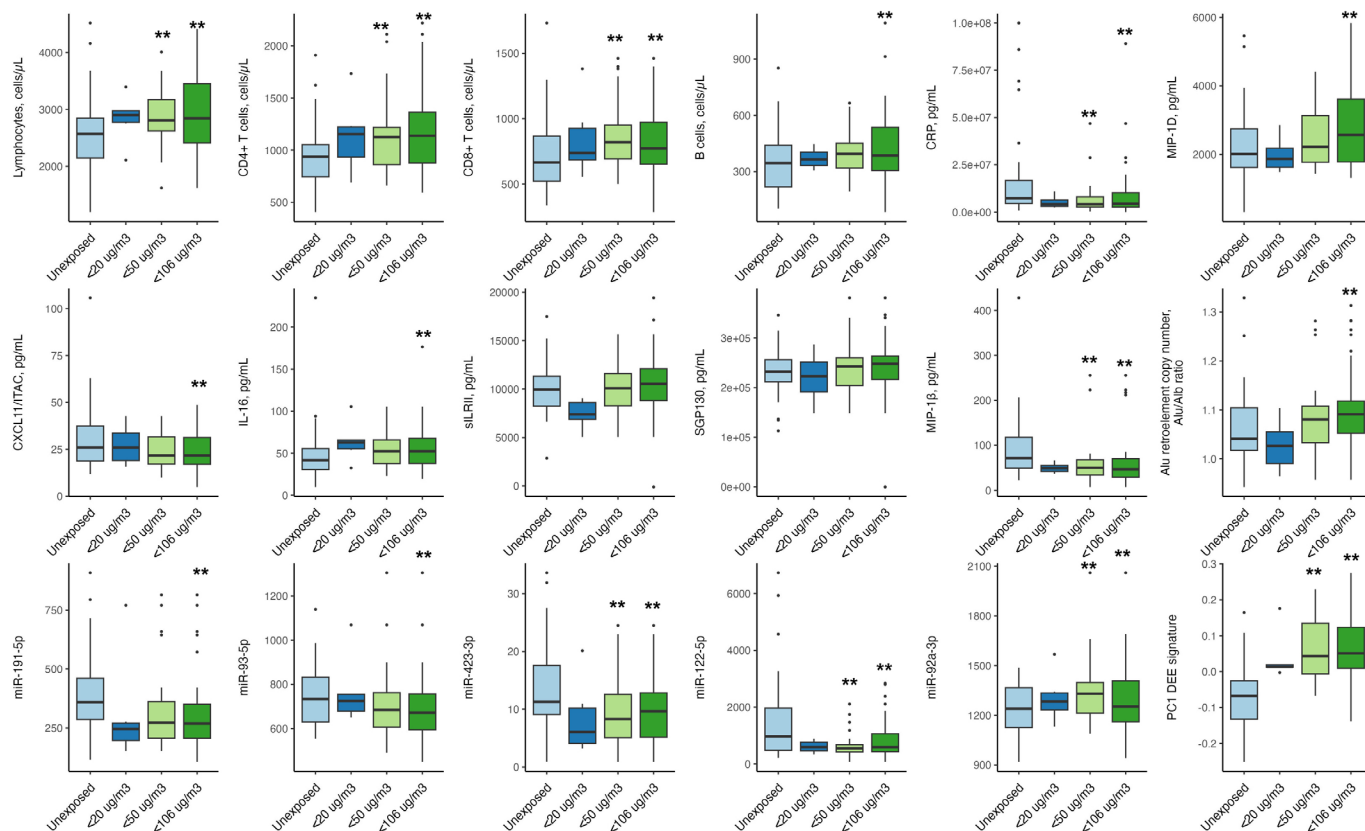 Lymphocytes, cells/μL
4000
3000
2000
**
**
Unexposed
<20 ug/m3
<50 ug/m3
<106 ug/m3
CD4+ T cells, cells/μL
2000
1500
1000
500
**
**
Unexposed
<20 ug/m3
<50 ug/m3
<106 ug/m3
CD8+ T cells, cells/μL
1500
1000
500
**
**
Unexposed
<20 ug/m3
<50 ug/m3
<106 ug/m3
B cells, cells/μL
900
600
300
**
Unexposed
<20 ug/m3
<50 ug/m3
<106 ug/m3
CRP, pg/mL
1.0e+08
7.5e+07
5.0e+07
2.5e+07
0.0e+00
**
**
Unexposed
<20 ug/m3
<50 ug/m3
<106 ug/m3
MIP-1D, pg/mL
6000
4000
2000
**
Unexposed
<20 ug/m3
<50 ug/m3
<106 ug/m3
CXCL11/ITAC, pg/mL
100
75
50
25
0
**
Unexposed
<20 ug/m3
<50 ug/m3
<106 ug/m3
IL-16, pg/mL
200
150
100
50
0
**
Unexposed
<20 ug/m3
<50 ug/m3
<106 ug/m3
sILRII, pg/mL
20000
15000
10000
5000
0
Unexposed
<20 ug/m3
<50 ug/m3
<106 ug/m3
SGP130, pg/mL
3e+05
2e+05
1e+05
0e+00
Unexposed
<20 ug/m3
<50 ug/m3
<106 ug/m3
MIP-1β, pg/mL
400
300
200
100
0
**
**
Unexposed
<20 ug/m3
<50 ug/m3
<106 ug/m3
Alu retroelement copy number,
Alu/Alb ratio
1.3
1.2
1.1
1.0
**
Unexposed
<20 ug/m3
<50 ug/m3
<106 ug/m3
miR-191-5p
750
500
250
**
Unexposed
<20 ug/m3
<50 ug/m3
<106 ug/m3
miR-93-5p
1200
1000
800
600
**
Unexposed
<20 ug/m3
<50 ug/m3
<106 ug/m3
miR-423-3p
30
20
10
0
**
**
Unexposed
<20 ug/m3
<50 ug/m3
<106 ug/m3
miR-122-5p
6000
4000
2000
0
**
**
Unexposed
<20 ug/m3
<50 ug/m3
<106 ug/m3
miR-92a-3p
2100
1800
1500
1200
900
**
**
Unexposed
<20 ug/m3
<50 ug/m3
<106 ug/m3
PC1 DEE signature
0.3
0.2
0.1
0.0
-0.1
-0.2
**
**
Unexposed
<20 ug/m3
<50 ug/m3
<106 ug/m3